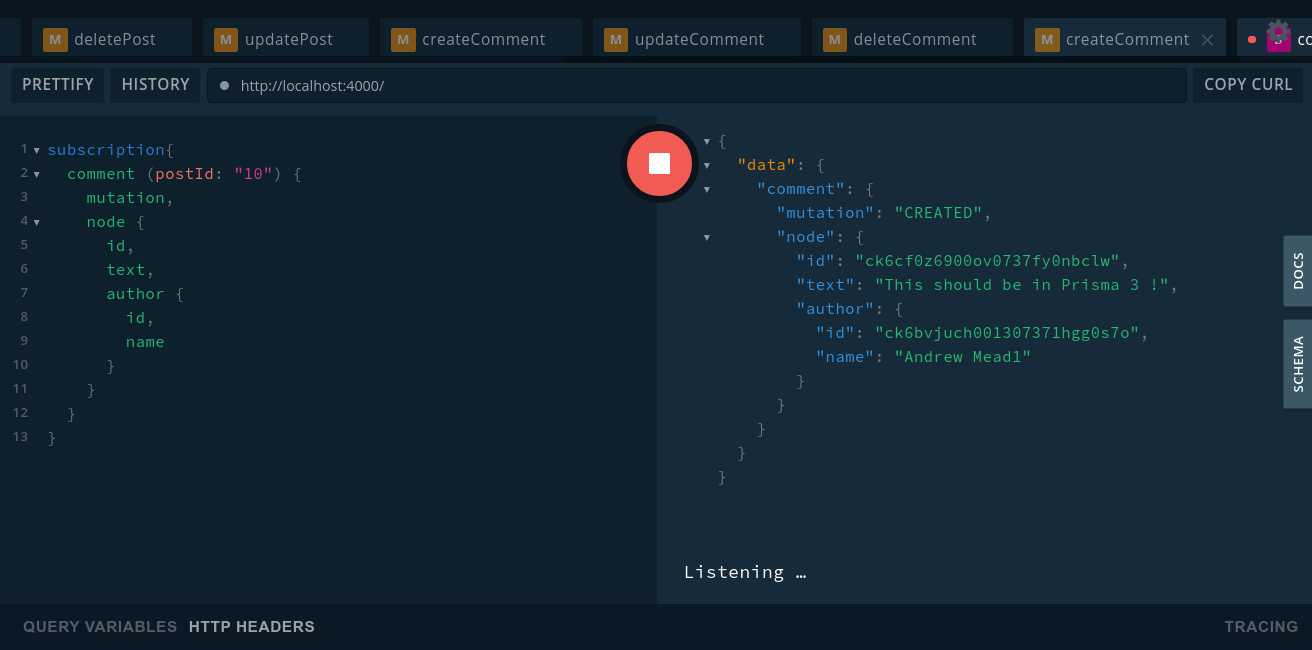 M deletePost M updatePost M createComment M updateComment M deleteComment M createComment × S co
PRETTIFY HISTORY http://localhost:4000/ COPY CURL
1 subscription{
2 comment (postId: "10") {
3 mutation,
4 node {
5 id,
6 text,
7 author {
8 id,
9 name
10 }
11 }
12 }
13 }
{
"data": {
"comment": {
"mutation": "CREATED",
"node": {
"id": "ck6cf0z6900ov0737fy0nbclw",
"text": "This should be in Prisma 3 !",
"author": {
"id": "ck6bvjuch001307371hgg0s7o",
"name": "Andrew Mead1"
}
}
}
}
}
Listening …
DOCS
SCHEMA
QUERY VARIABLES HTTP HEADERS TRACING